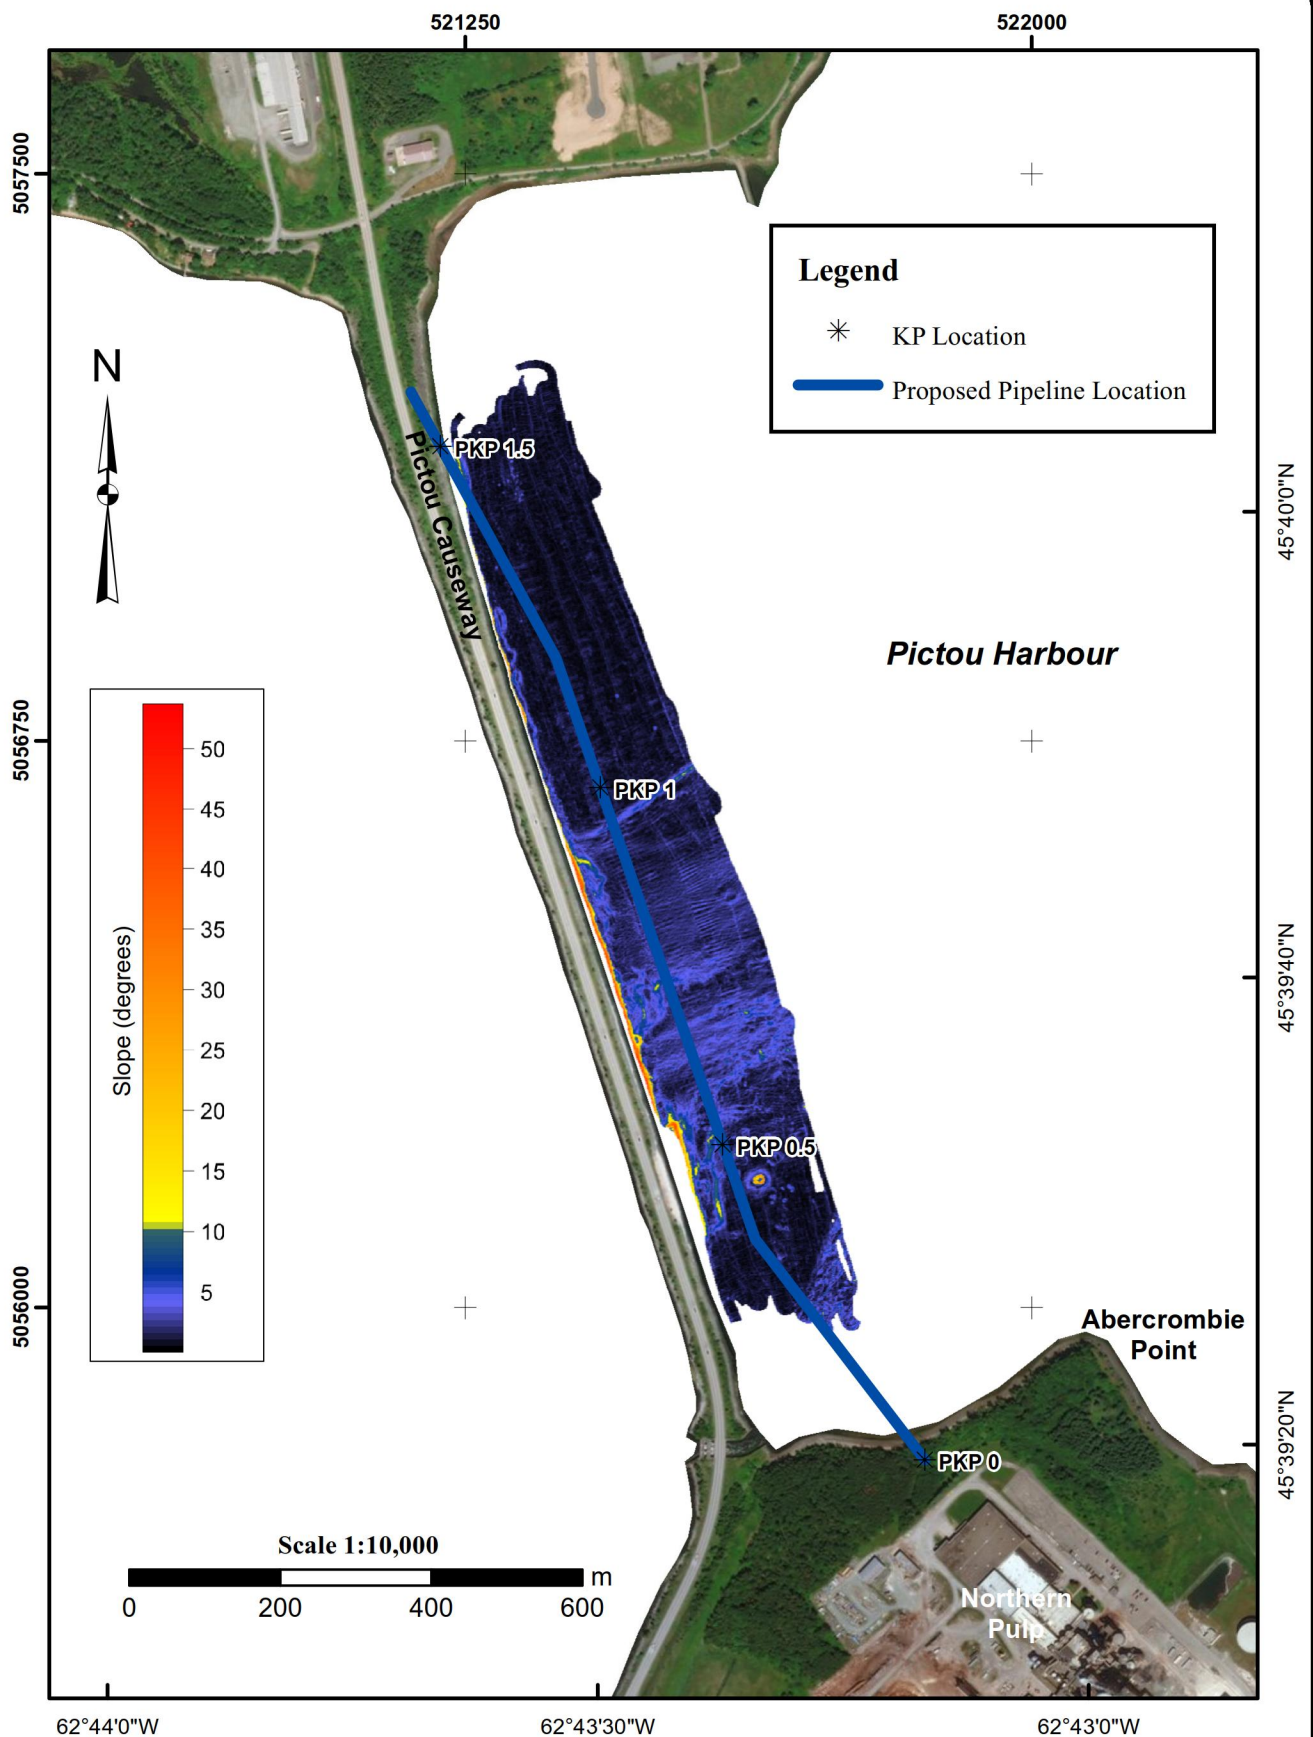 521250
522000
5057500
Legend
KP Location
Proposed Pipeline Location
N
PKP 1.5
Pictou Causeway
45°40'0"N
Pictou Harbour
5056750
PKP 1
50
45
40
35
30
25
20
15
10
5
Slope (degrees)
45°39'40"N
PKP 0.5
5056000
Abercrombie
Point
45°39'20"N
PKP 0
Scale 1:10,000
m
0 200 400 600
Northern
Pulp
62°44'0"W
62°43'30"W
62°43'0"W